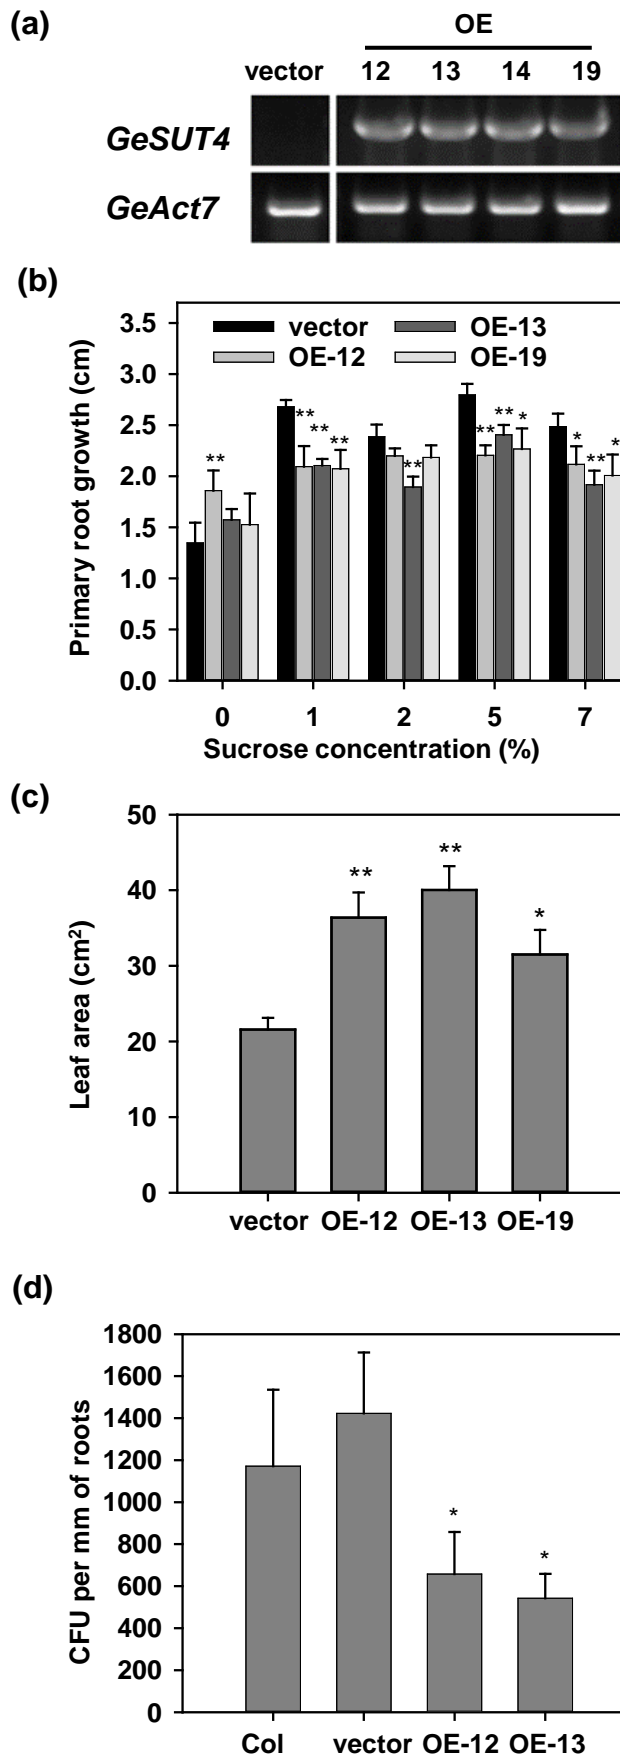 (a)
OE
vector 12 13 14 19
GeSUT4
GeAct7
(b)
3.5
3.0
2.5
2.0
1.5
1.0
0.5
0.0
Primary root growth (cm)
vector OE-13
OE-12 OE-19
** ** ** ** ** ** ** * * ** *
0 1 2 5 7
Sucrose concentration (%)
(c)
50
40
30
20
10
0
Leaf area (cm²)
** ** *
vector OE-12 OE-13 OE-19
(d)
1800
1600
1400
1200
1000
800
600
400
200
0
CFU per mm of roots
* *
Col vector OE-12 OE-13